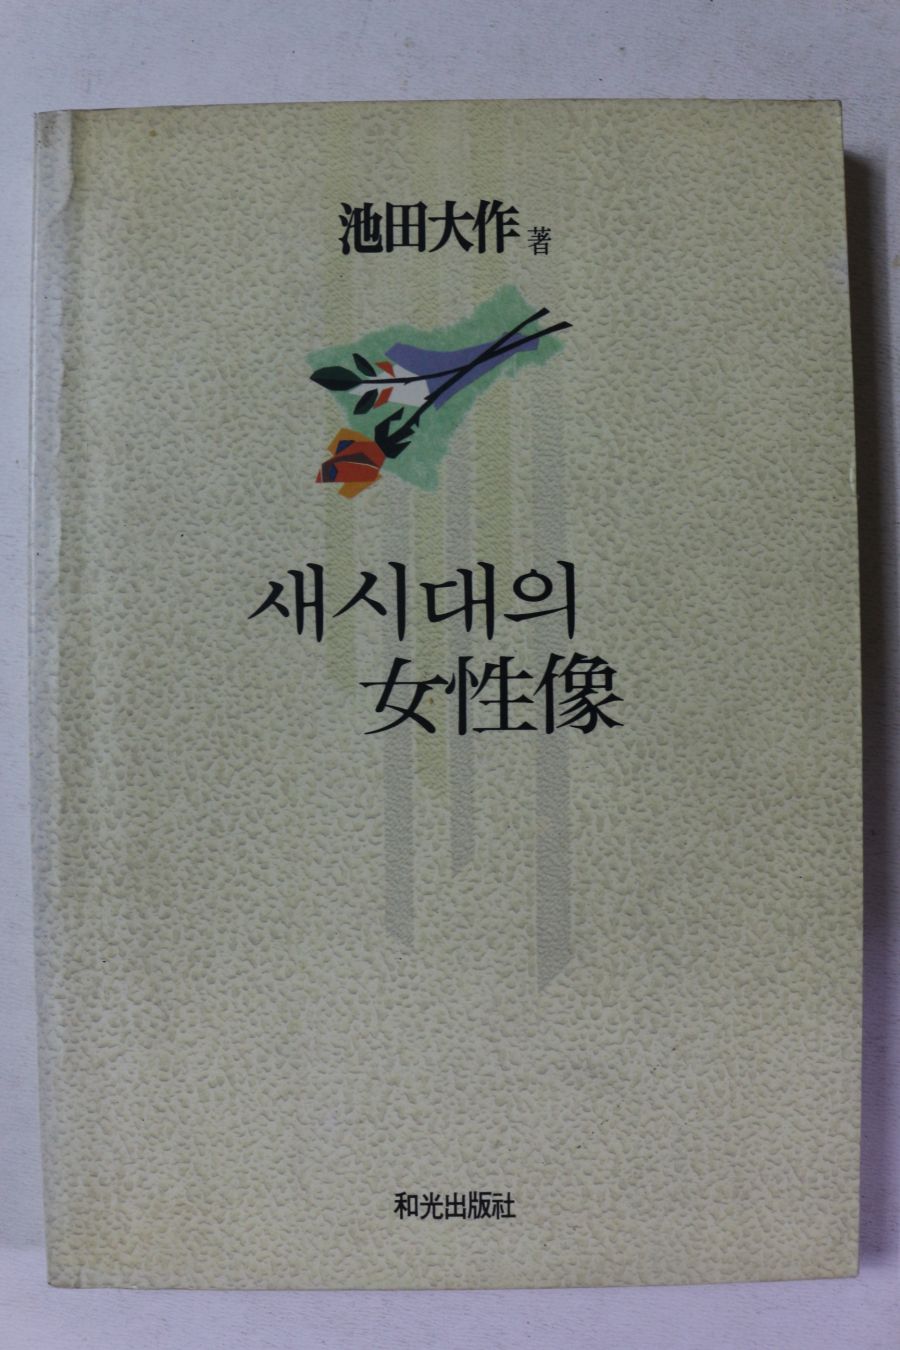 池田大作 著
새시대의
女性像
和光出版社